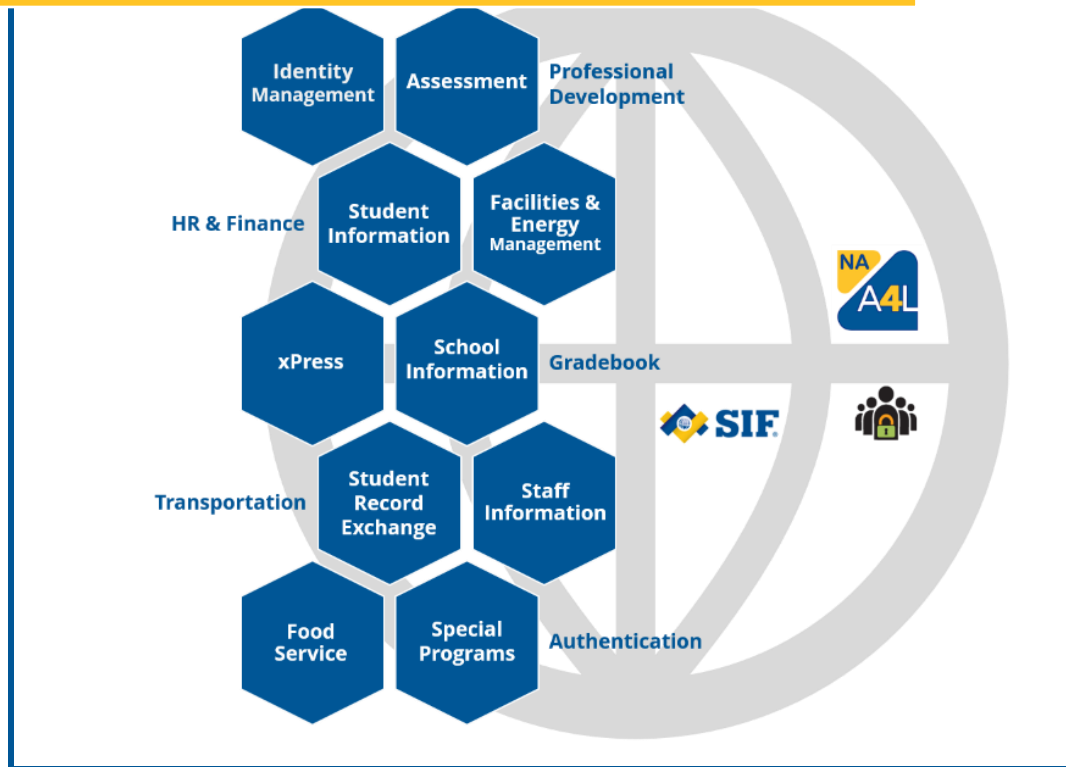 Identity
Management
Assessment
Professional
Development
HR & Finance
Student
Information
Facilities &
Energy
Management
xPress
School
Information
Gradebook
NA
A4L
SIF
Transportation
Student
Record
Exchange
Staff
Information
Food
Service
Special
Programs
Authentication